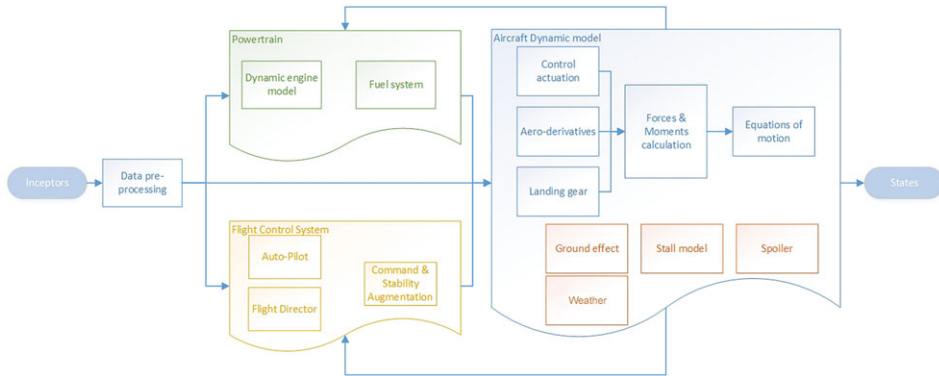 Powertrain
Dynamic engine
model
Fuel system
Aircraft Dynamic model
Control
actuation
Aero-derivatives
Landing gear
Forces &
Moments
calculation
Equations of
motion
Inceptors
Data pre-
processing
States
Flight Control System
Auto-Pilot
Flight Director
Command &
Stability
Augmentation
Ground effect
Stall model
Spoiler
Weather